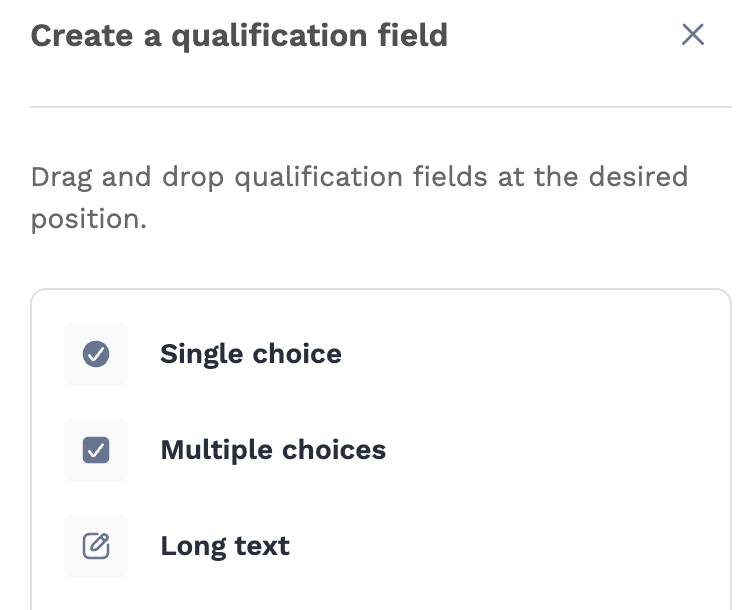 Create a qualification field
Drag and drop qualification fields at the desired
position.
Single choice
Multiple choices
Long text